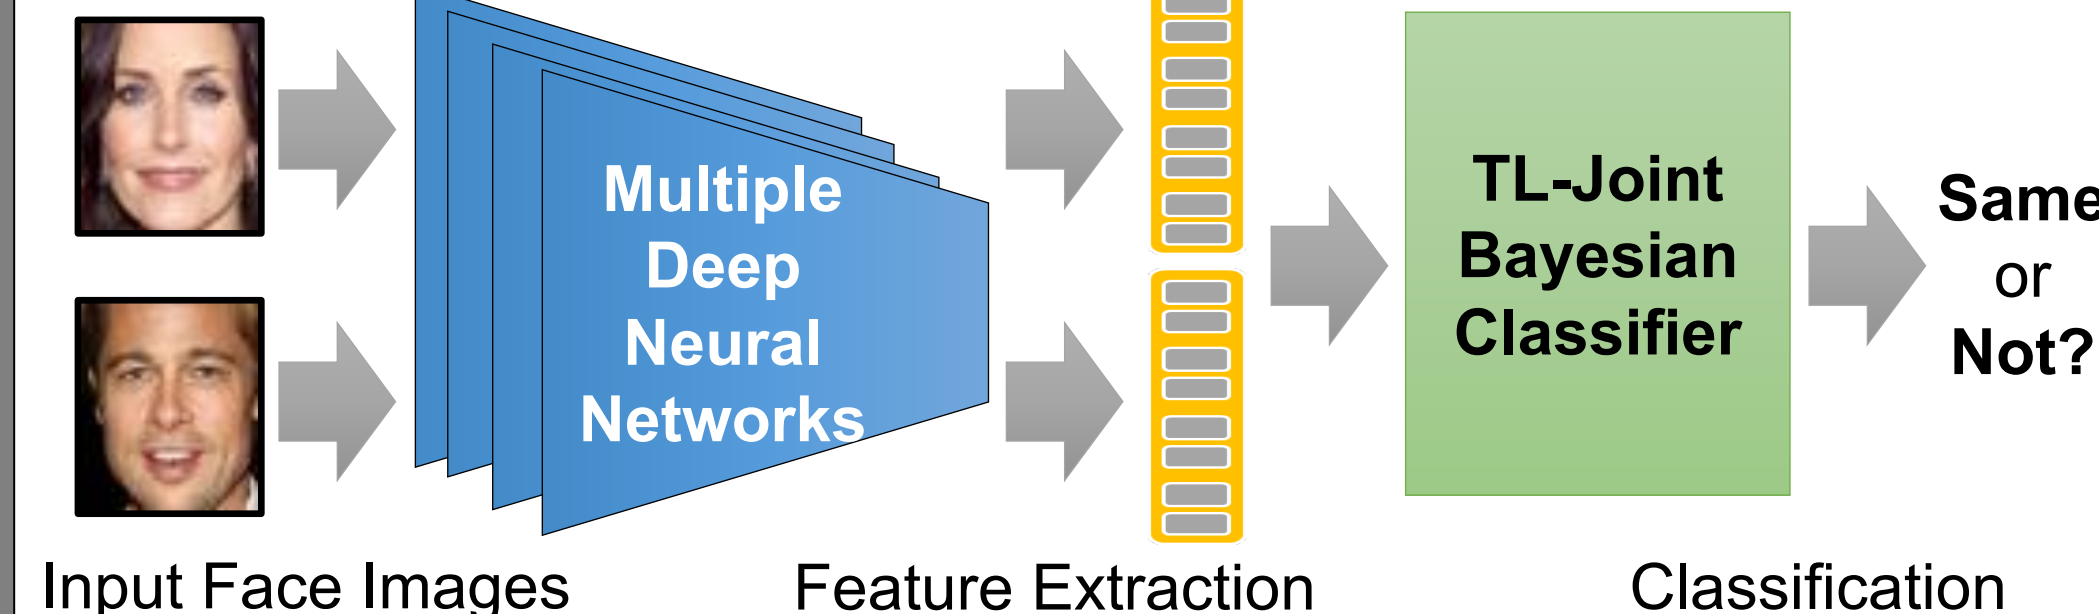 Multiple
Deep
Neural
Networks
TL-Joint
Bayesian
Classifier
Same
or
Not?
Input Face Images
Feature Extraction
Classification